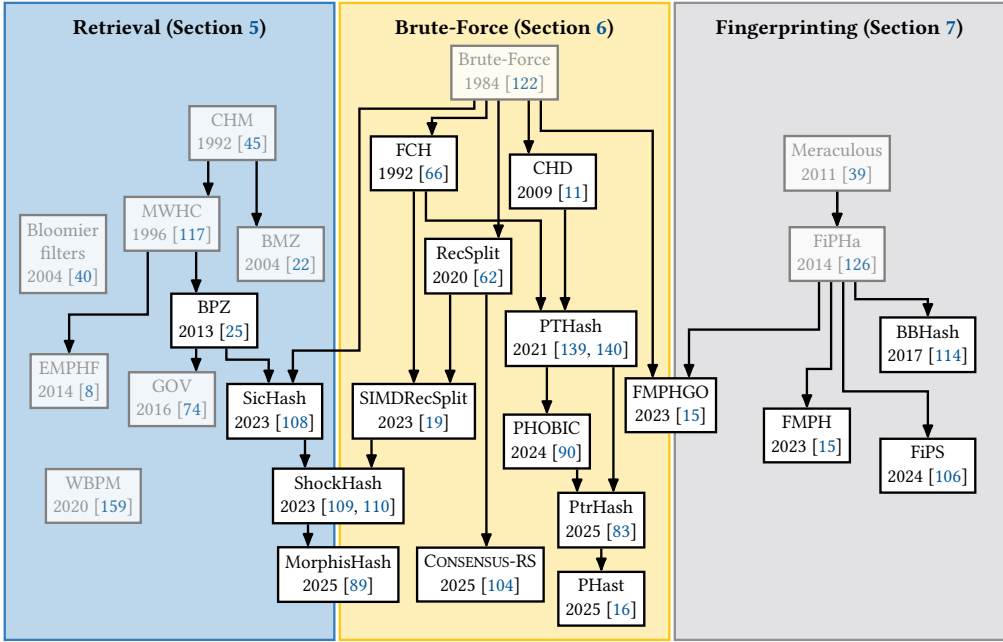 Retrieval (Section 5)
Brute-Force (Section 6)
Fingerprinting (Section 7)
Brute-Force
1984 [122]
CHM
1992 [45]
FCH
1992 [66]
CHD
2009 [11]
Meraculous
2011 [39]
MWHC
1996 [117]
Bloomier
filters
2004 [40]
BMZ
2004 [22]
RecSplit
2020 [62]
FiPHa
2014 [126]
BPZ
2013 [25]
PTHash
2021 [139, 140]
BBHash
2017 [114]
EMPHF
2014 [8]
GOV
2016 [74]
SicHash
2023 [108]
SIMDRecSplit
2023 [19]
FMPHGO
2023 [15]
PHOBIC
2024 [90]
FMPH
2023 [15]
FiPS
2024 [106]
WBPM
2020 [159]
ShockHash
2023 [109, 110]
PtrHash
2025 [83]
MorphisHash
2025 [89]
Consensus-RS
2025 [104]
PHast
2025 [16]